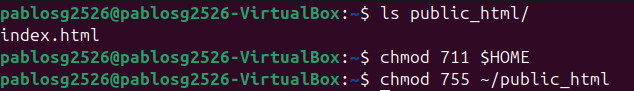 pablosg2526@pablosg2526-VirtualBox:~$ ls public_html/
index.html
pablosg2526@pablosg2526-VirtualBox:~$ chmod 711 $HOME
pablosg2526@pablosg2526-VirtualBox:~$ chmod 755 ~/public_html